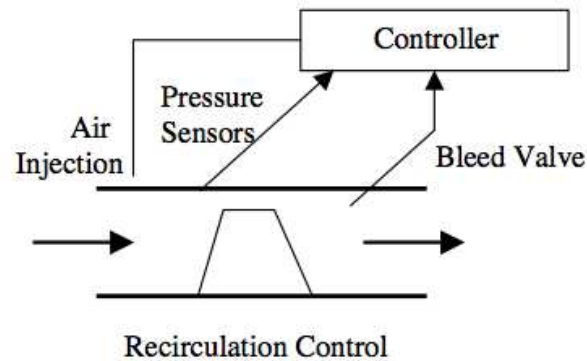 Controller
Pressure
Sensors
Air
Injection
Bleed Valve
Recirculation Control